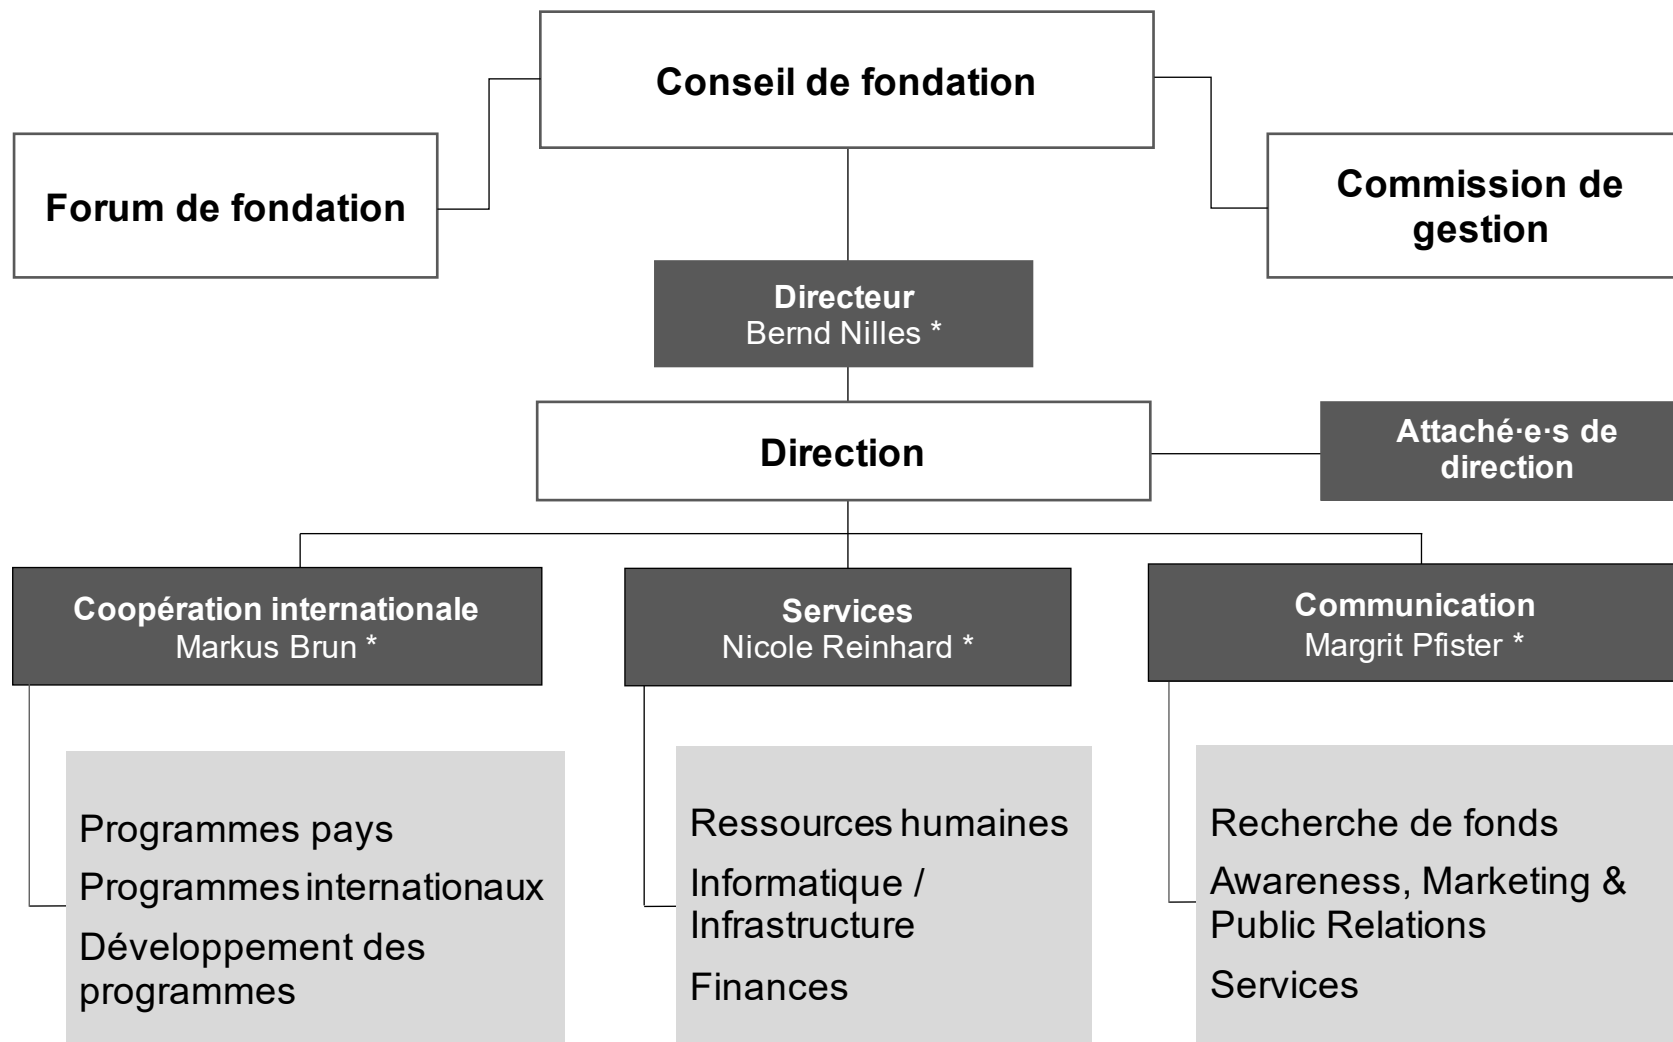 Conseil de fondation
Forum de fondation
Commission de
gestion
Directeur
Bernd Nilles *
Direction
Attaché·e·s de
direction
Coopération internationale
Markus Brun *
Services
Nicole Reinhard *
Communication
Margrit Pfister *
Programmes pays
Programmes internationaux
Développement des
programmes
Ressources humaines
Informatique /
Infrastructure
Finances
Recherche de fonds
Awareness, Marketing &
Public Relations
Services